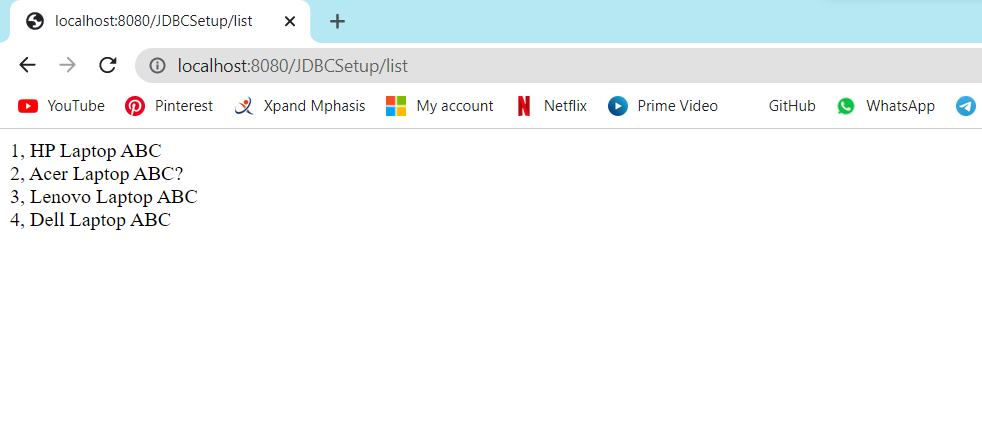 localhost:8080/JDBCSetup/list
localhost:8080/JDBCSetup/list
YouTube Pinterest Xpand Mphasis My account Netflix Prime Video GitHub WhatsApp
1, HP Laptop ABC
2, Acer Laptop ABC?
3, Lenovo Laptop ABC
4, Dell Laptop ABC